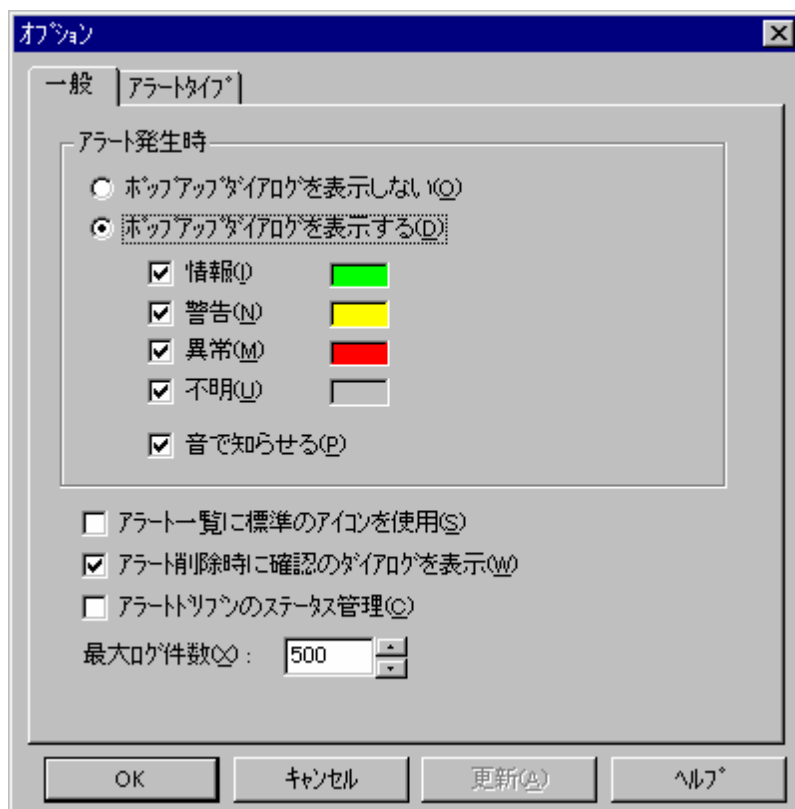 ｵﾌﾟｼｮﾝ
一般 ｱﾗｰﾄﾀｲﾌﾟ
ｱﾗｰﾄ発生時
ﾎﾟｯﾌﾟｱｯﾌﾟﾀﾞｲｱﾛｸﾞを表示しない(O)
ﾎﾟｯﾌﾟｱｯﾌﾟﾀﾞｲｱﾛｸﾞを表示する(D)
情報(I)
警告(N)
異常(M)
不明(U)
音で知らせる(P)
ｱﾗｰﾄ一覧に標準のｱｲｺﾝを使用(S)
ｱﾗｰﾄ削除時に確認のﾀﾞｲｱﾛｸﾞを表示(W)
ｱﾗｰﾄﾄﾞﾘﾌﾞﾝのｽﾃｰﾀｽ管理(C)
最大ﾛｸﾞ件数(X) : 500
OK ｷｬﾝｾﾙ 更新(A) ﾍﾙﾌﾟ